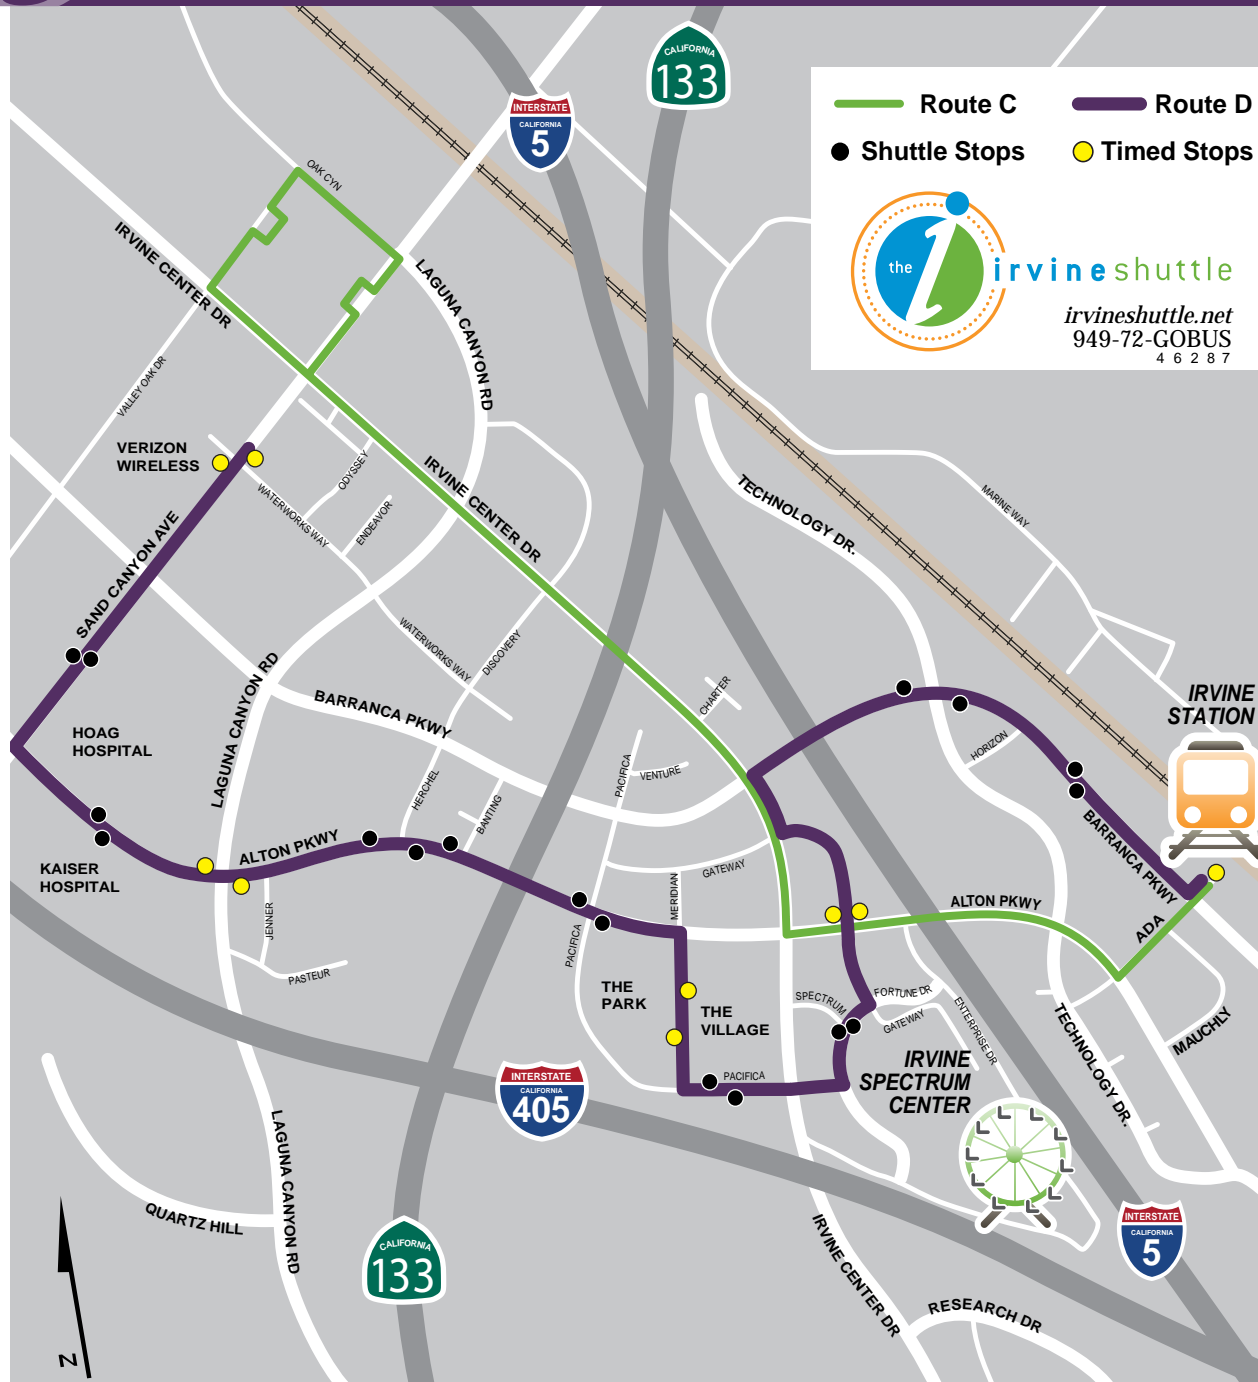 CALIFORNIA
133
INTERSTATE
CALIFORNIA
5
Route C
Route D
Shuttle Stops
Timed Stops
the
i
irvineshuttle
irvineshuttle.net
949-72-GOBUS
4 6 2 8 7
OAK CYN
IRVINE CENTER DR
LAGUNA CANYON RD
VALLEY OAK DR
VERIZON
WIRELESS
ODYSSEY
WATERWORKS WAY
ENDEAVOR
IRVINE CENTER DR
TECHNOLOGY DR.
MARINE WAY
SAND CANYON AVE
WATERWORKS WAY
DISCOVERY
LAGUNA CANYON RD
BARRANCA PKWY
CHARTER
IRVINE
STATION
HOAG
HOSPITAL
HORIZON
PACIFICA
VENTURE
HERCHEL
BANTING
BARRANCA PKWY
ALTON PKWY
KAISER
HOSPITAL
GATEWAY
MERIDIAN
ALTON PKWY
ADA
JENNER
PACIFICA
PASTEUR
THE
PARK
THE
VILLAGE
SPECTRUM
FORTUNE DR
GATEWAY
ENTERPRISE DR
TECHNOLOGY DR.
MAUCHLY
IRVINE
SPECTRUM
CENTER
PACIFICA
INTERSTATE
CALIFORNIA
405
LAGUNA CANYON RD
QUARTZ HILL
CALIFORNIA
133
IRVINE CENTER DR
INTERSTATE
CALIFORNIA
5
RESEARCH DR
N